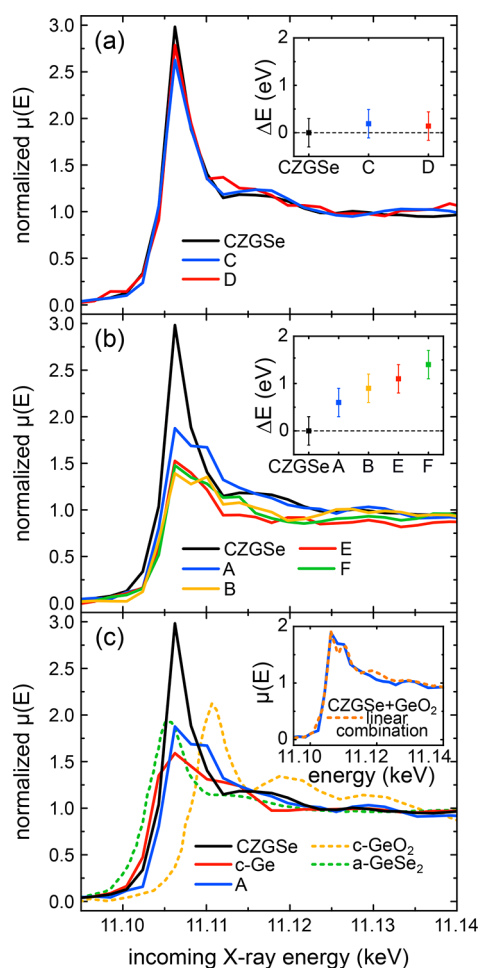 (a)
normalized μ(E)
3.0
2.5
2.0
1.5
1.0
0.5
0.0
ΔE (eV)
2
1
0
CZGSe C D
CZGSe
C
D
(b)
normalized μ(E)
3.0
2.5
2.0
1.5
1.0
0.5
0.0
ΔE (eV)
2
1
0
CZGSe A B E F
CZGSe E
A F
B
(c)
normalized μ(E)
3.0
2.5
2.0
1.5
1.0
0.5
0.0
μ(E)
2
1
0
CZGSe+GeO₂
linear
combination
11.10 11.12 11.14
energy (keV)
CZGSe c-GeO₂
c-Ge a-GeSe₂
A
11.10 11.11 11.12 11.13 11.14
incoming X-ray energy (keV)